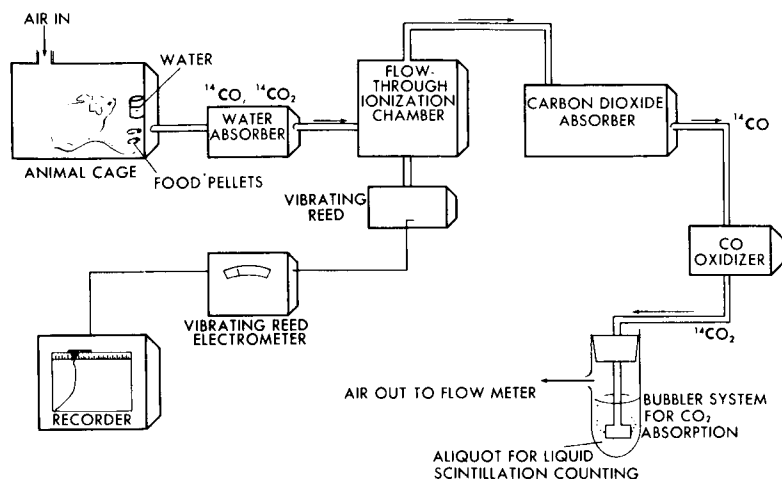 AIR IN
WATER
¹⁴CO, ¹⁴CO₂
WATER
ABSORBER
FLOW-
THROUGH
IONIZATION
CHAMBER
CARBON DIOXIDE
ABSORBER
¹⁴CO
ANIMAL CAGE
FOOD PELLETS
VIBRATING
REED
CO
OXIDIZER
VIBRATING REED
ELECTROMETER
¹⁴CO₂
RECORDER
AIR OUT TO FLOW METER
BUBBLER SYSTEM
FOR CO₂
ABSORPTION
ALIQUOT FOR LIQUID
SCINTILLATION COUNTING